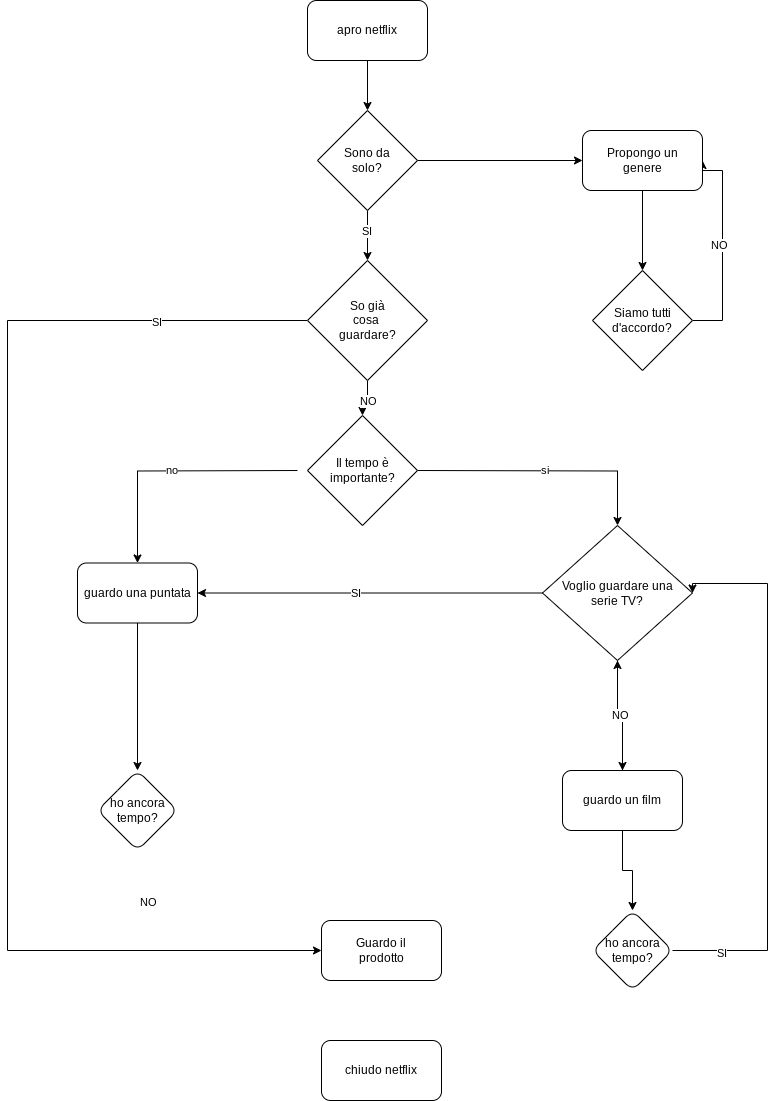 apro netflix
Sono da
solo?
Propongo un
genere
SI
NO
So già
cosa
guardare?
Siamo tutti
d'accordo?
SI
NO
Il tempo è
importante?
no
si
guardo una puntata
SI
Voglio guardare una
serie TV?
NO
ho ancora
tempo?
guardo un film
NO
Guardo il
prodotto
ho ancora
tempo?
SI
chiudo netflix